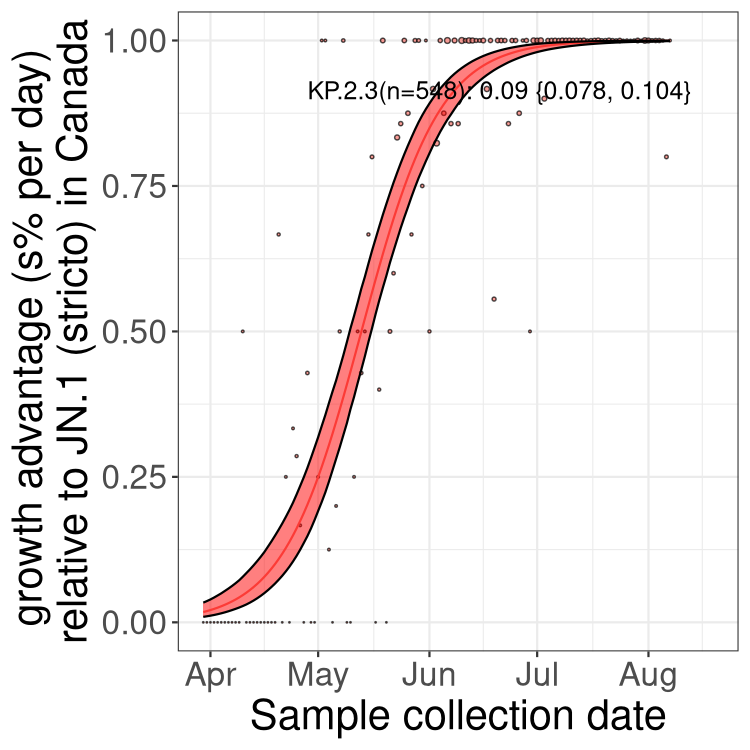 growth advantage (s% per day)
relative to JN.1 (stricto) in Canada
1.00
0.75
0.50
0.25
0.00
KP.2.3(n=548): 0.09 {0.078, 0.104}
Apr May Jun Jul Aug
Sample collection date